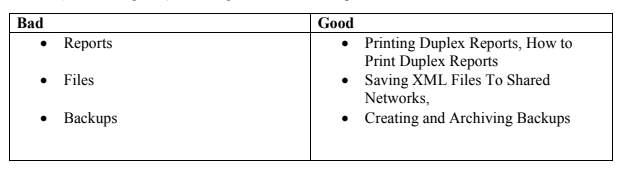 Bad
Good
• Reports
• Printing Duplex Reports, How to
Print Duplex Reports
• Files
• Saving XML Files To Shared
Networks,
• Backups
• Creating and Archiving Backups